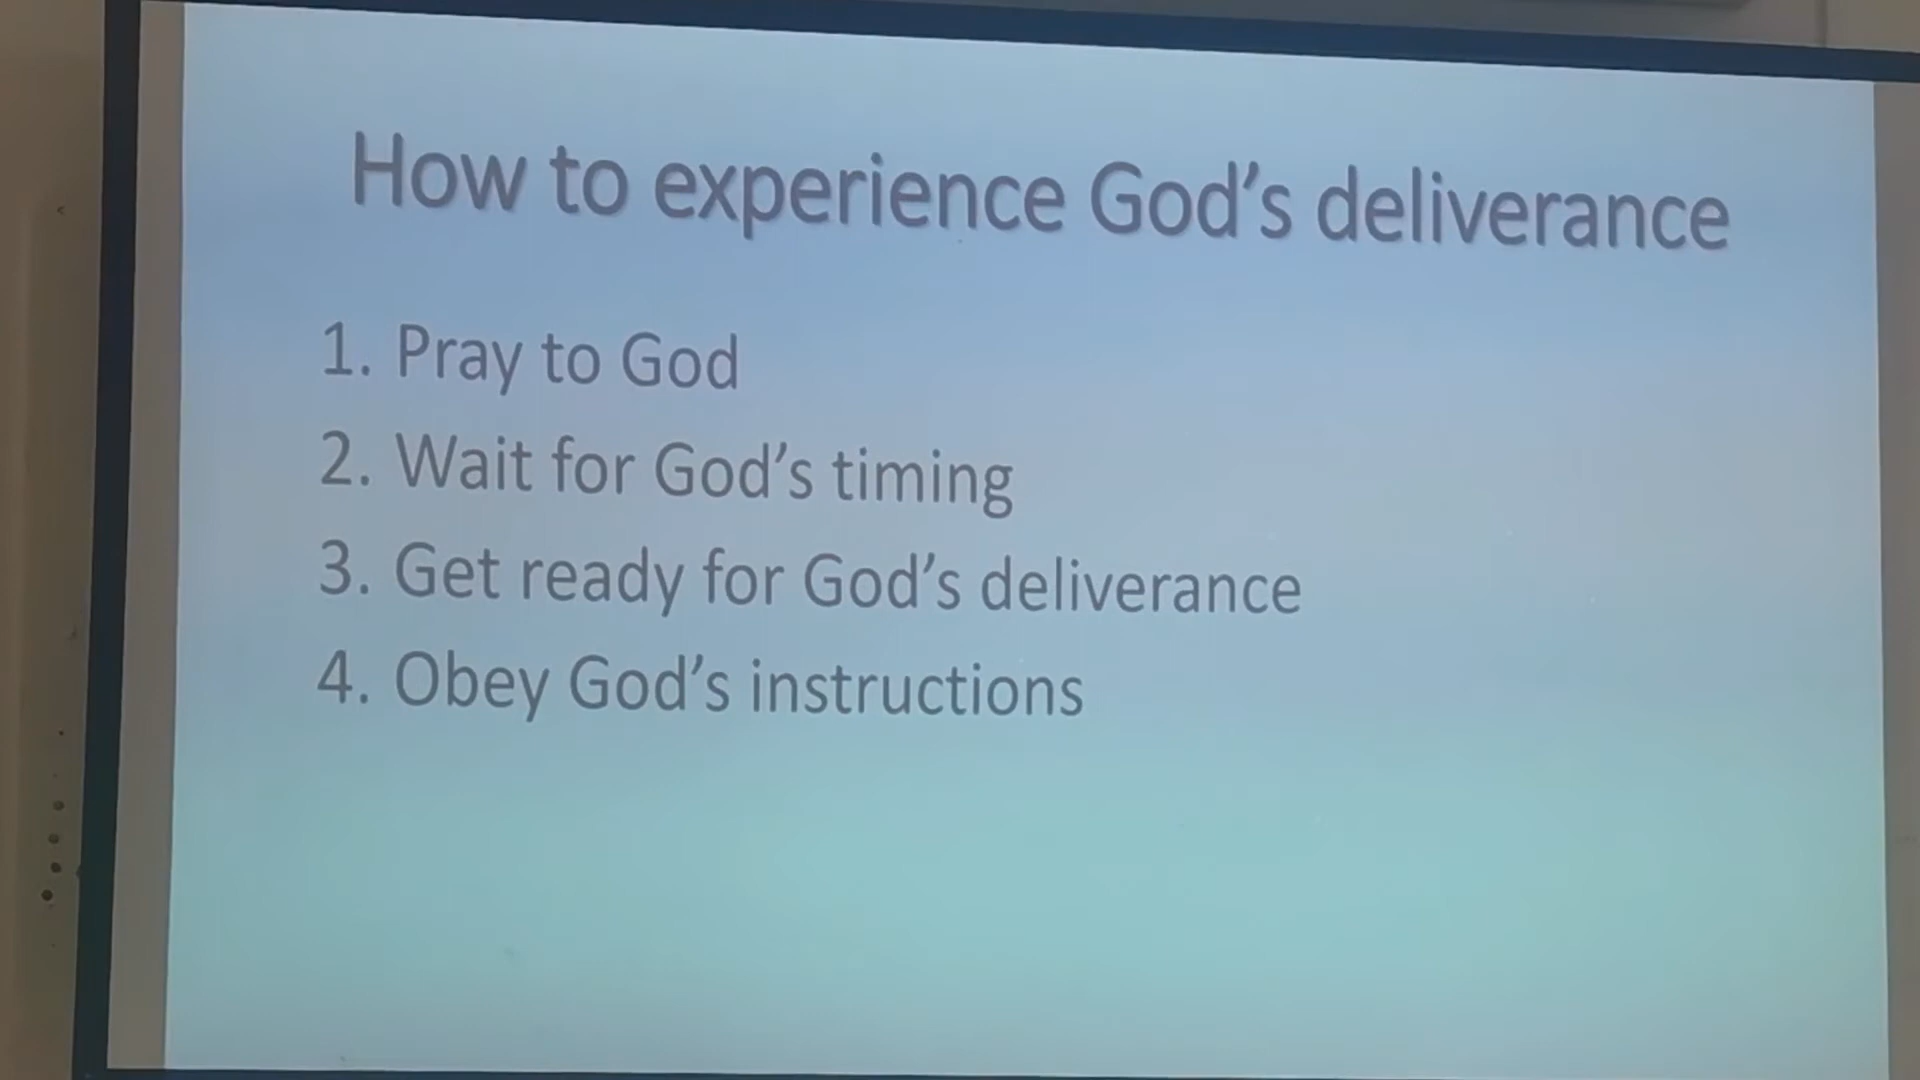 How to experience God's deliverance
1. Pray to God
2. Wait for God's timing
3. Get ready for God's deliverance
4. Obey God's instructions